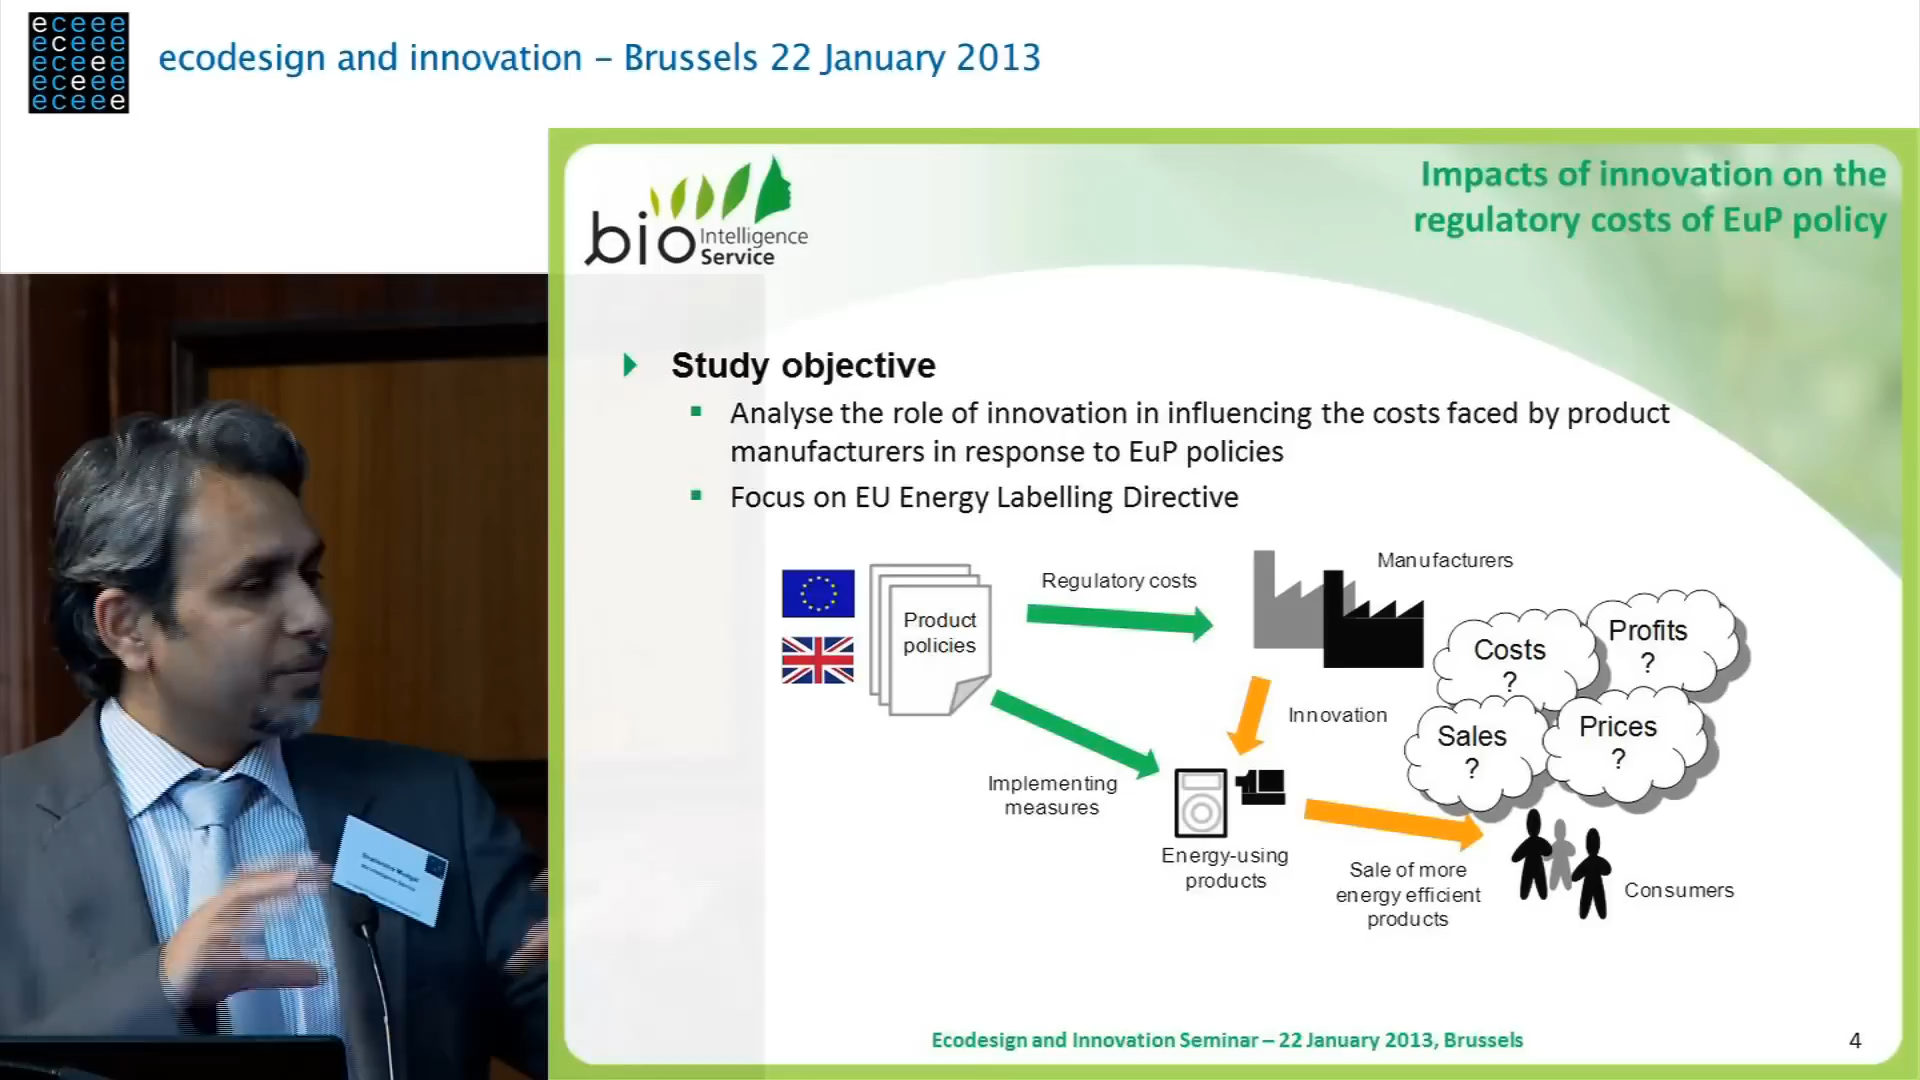 eceee
eceee
eceee
eceee
eceee
ecodesign and innovation – Brussels 22 January 2013
bio Intelligence
Service
Impacts of innovation on the
regulatory costs of EuP policy
Study objective
Analyse the role of innovation in influencing the costs faced by product
manufacturers in response to EuP policies
Focus on EU Energy Labelling Directive
Product
policies
Regulatory costs
Manufacturers
Costs
?
Profits
?
Sales
?
Prices
?
Innovation
Implementing
measures
Energy-using
products
Sale of more
energy efficient
products
Consumers
Ecodesign and Innovation Seminar – 22 January 2013, Brussels
4